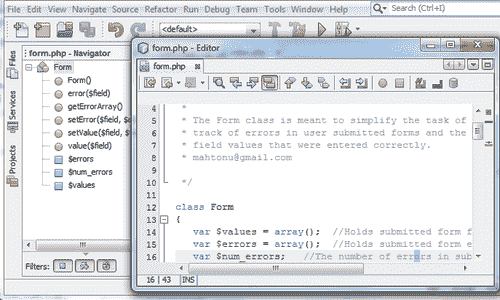 File Edit View Navigate Source Refactor Run Debug Team Tools Window Help
Search (Ctrl+I)
<default>
form.php - Navigator
Form
Form()
error($field)
getErrorArray()
setError($field, $e
setValue($field, $
value($field)
$errors
$num_errors
$values
Filters:
Files
Services
Projects
form.php - Editor
form.php
4 *
5 * The Form class is meant to simplify the task of
6 * track of errors in user submitted forms and the
7 * field values that were entered correctly.
8 * mahtonu@gmail.com
9
10 */
11
12 class Form
13 {
14 var $values = array(); //Holds submitted form f
15 var $errors = array(); //Holds submitted form e
16 var $num_errors; //The number of errors in sub
16 | 43 INS